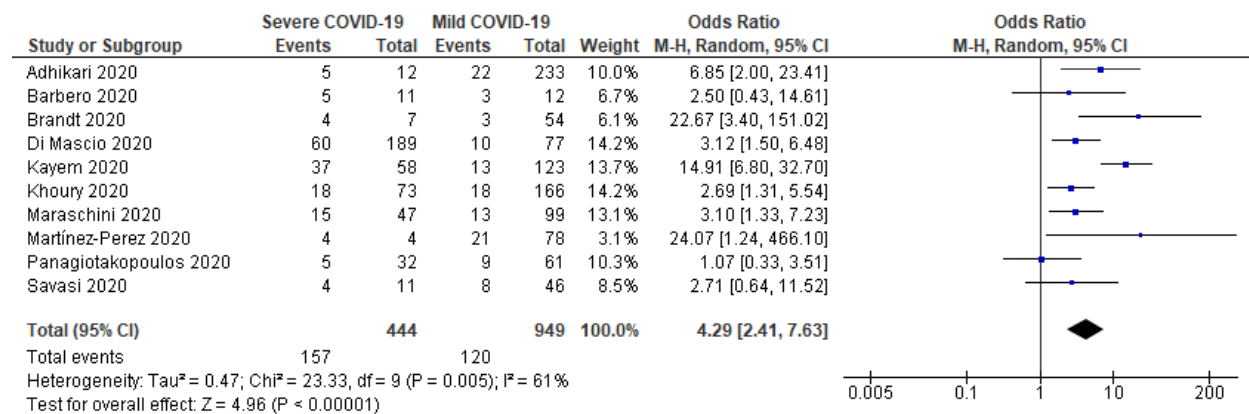 Severe COVID-19 Mild COVID-19 Odds Ratio Odds Ratio
Study or Subgroup Events Total Events Total Weight M-H, Random, 95% CI M-H, Random, 95% CI
Adhikari 2020 5 12 22 233 10.0% 6.85 [2.00, 23.41]
Barbero 2020 5 11 3 12 6.7% 2.50 [0.43, 14.61]
Brandt 2020 4 7 3 54 6.1% 22.67 [3.40, 151.02]
Di Mascio 2020 60 189 10 77 14.2% 3.12 [1.50, 6.48]
Kayem 2020 37 58 13 123 13.7% 14.91 [6.80, 32.70]
Khoury 2020 18 73 18 166 14.2% 2.69 [1.31, 5.54]
Maraschini 2020 15 47 13 99 13.1% 3.10 [1.33, 7.23]
Martínez-Perez 2020 4 4 21 78 3.1% 24.07 [1.24, 466.10]
Panagiotakopoulos 2020 5 32 9 61 10.3% 1.07 [0.33, 3.51]
Savasi 2020 4 11 8 46 8.5% 2.71 [0.64, 11.52]
Total (95% CI) 444 949 100.0% 4.29 [2.41, 7.63]
Total events 157 120
Heterogeneity: Tau² = 0.47; Chi² = 23.33, df = 9 (P = 0.005); I² = 61%
Test for overall effect: Z = 4.96 (P < 0.00001)
0.005 0.1 1 10 200